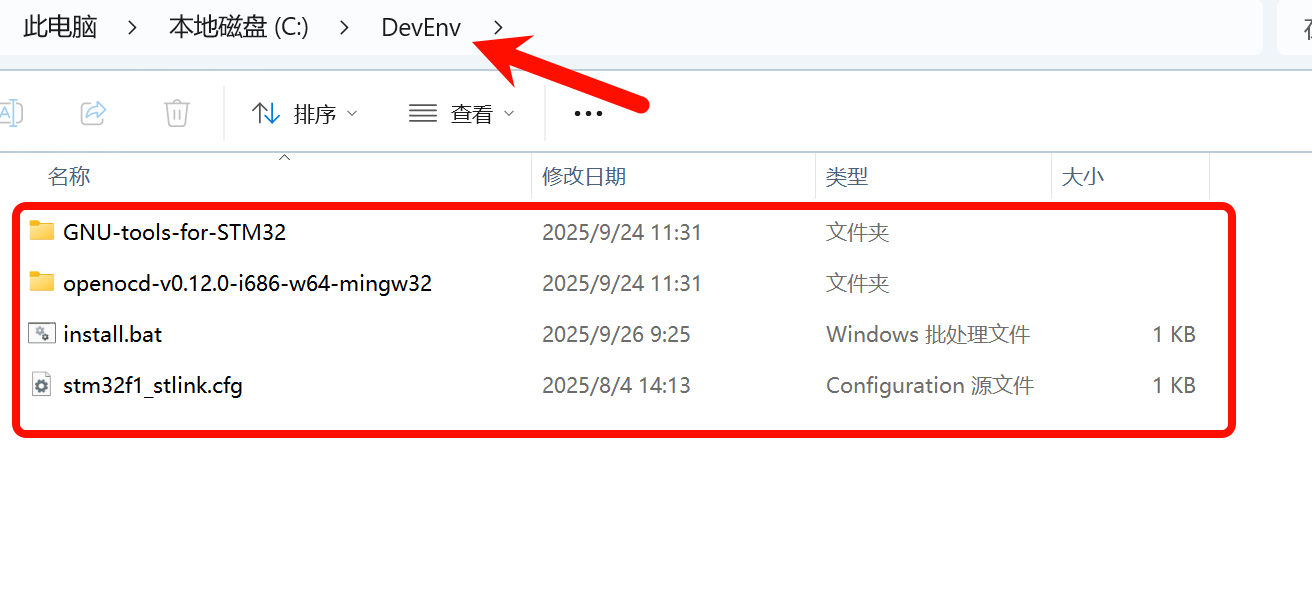 此电脑 > 本地磁盘 (C:) > DevEnv >
排序 查看 •••
名称 修改日期 类型 大小
GNU-tools-for-STM32 2025/9/24 11:31 文件夹
openocd-v0.12.0-i686-w64-mingw32 2025/9/24 11:31 文件夹
install.bat 2025/9/26 9:25 Windows 批处理文件 1 KB
stm32f1_stlink.cfg 2025/8/4 14:13 Configuration 源文件 1 KB